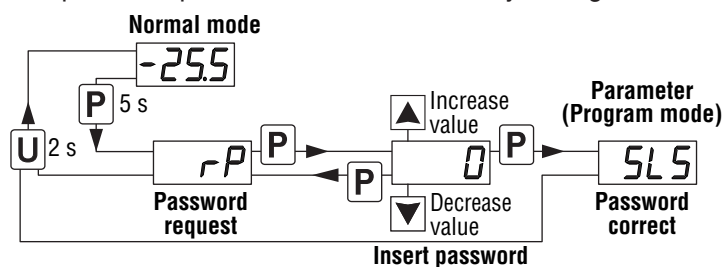 Normal mode
-25.5
P 5 s
U 2 s
rP
P
P
Increase
value
0
Decrease
value
P
Parameter
(Program mode)
SLS
Password
request
Password
correct
Insert password